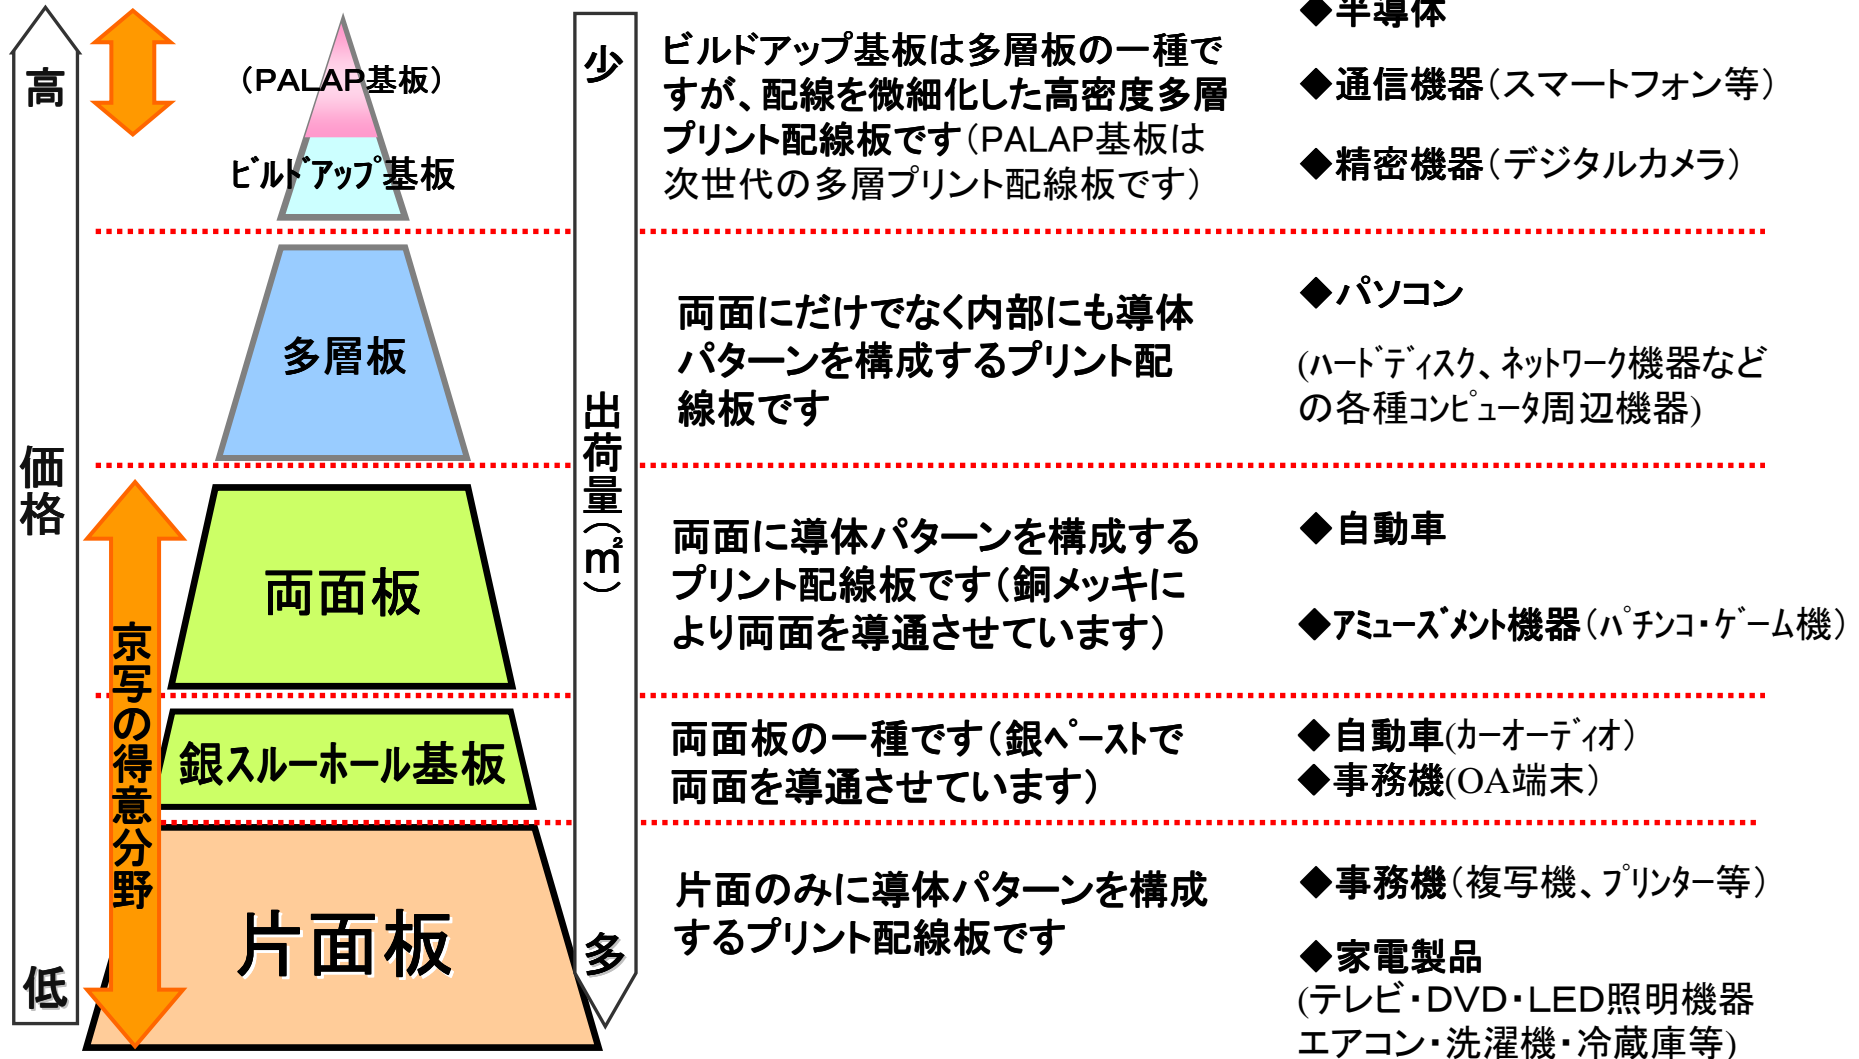 高
価格
低
京写の得意分野
（PALAP基板）
ビルドアップ基板
多層板
両面板
銀スルーホール基板
片面板
少
出荷量（㎡）
多
ビルドアップ基板は多層板の一種で
すが、配線を微細化した高密度多層
プリント配線板です（PALAP基板は
次世代の多層プリント配線板です）
◆半導体
◆通信機器（スマートフォン等）
◆精密機器（デジタルカメラ）
両面にだけでなく内部にも導体
パターンを構成するプリント配
線板です
◆パソコン
(ﾊｰﾄﾞﾃﾞｨｽｸ、ﾈｯﾄﾜｰｸ機器など
の各種ｺﾝﾋﾟｭｰﾀ周辺機器)
両面に導体パターンを構成する
プリント配線板です（銅メッキに
より両面を導通させています）
◆自動車
◆ｱﾐｭｰｽﾞﾒﾝﾄ機器（ﾊﾟﾁﾝｺ・ｹﾞｰﾑ機）
両面板の一種です（銀ﾍﾟｰｽﾄで
両面を導通させています）
◆自動車(ｶｰｵｰﾃﾞｨｵ）
◆事務機(OA端末）
片面のみに導体パターンを構成
するプリント配線板です
◆事務機（複写機、ﾌﾟﾘﾝﾀｰ等）
◆家電製品
(テレビ・DVD・LED照明機器
エアコン・洗濯機・冷蔵庫等)